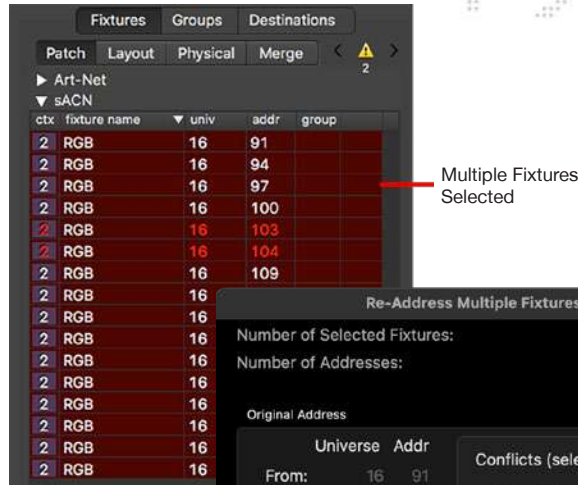 Fixtures Groups Destinations
Patch Layout Physical Merge < >
2
▶ Art-Net
▼ sACN
ctx fixture name ▼ univ addr group
2 RGB 16 91
2 RGB 16 94
2 RGB 16 97
2 RGB 16 100
2 RGB 16 103
2 RGB 16 104
2 RGB 16 109
2 RGB 16
2 RGB 16
2 RGB 16
2 RGB 16
2 RGB 16
2 RGB 16
2 RGB 16
2 RGB 16
Multiple Fixtures
Selected
Re-Address Multiple Fixtures
Number of Selected Fixtures:
Number of Addresses:
Original Address
Universe Addr
From: 16 91
Conflicts (sele